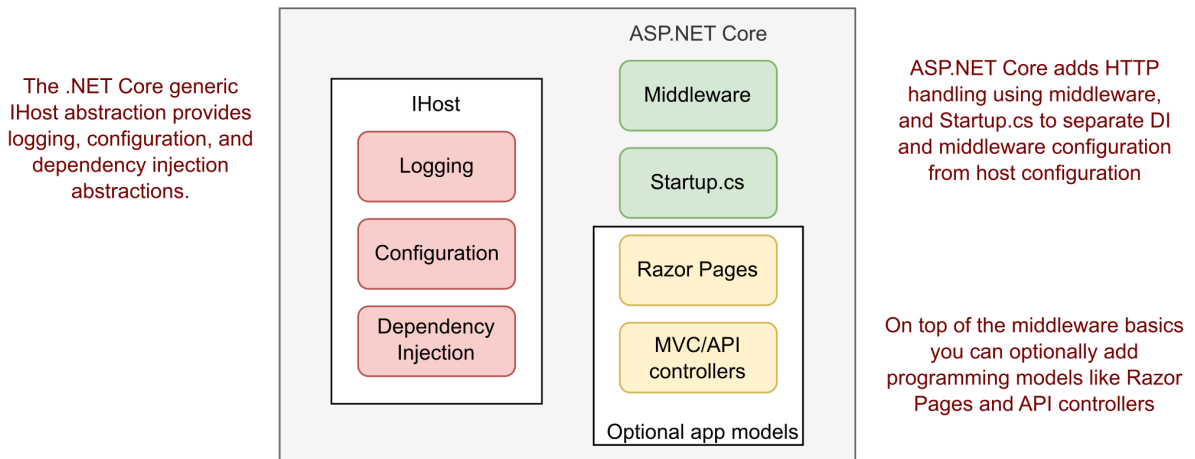 The .NET Core generic
IHost abstraction provides
logging, configuration, and
dependency injection
abstractions.
IHost
Logging
Configuration
Dependency
Injection
ASP.NET Core
Middleware
Startup.cs
Razor Pages
MVC/API
controllers
Optional app models
ASP.NET Core adds HTTP
handling using middleware,
and Startup.cs to separate DI
and middleware configuration
from host configuration
On top of the middleware basics
you can optionally add
programming models like Razor
Pages and API controllers